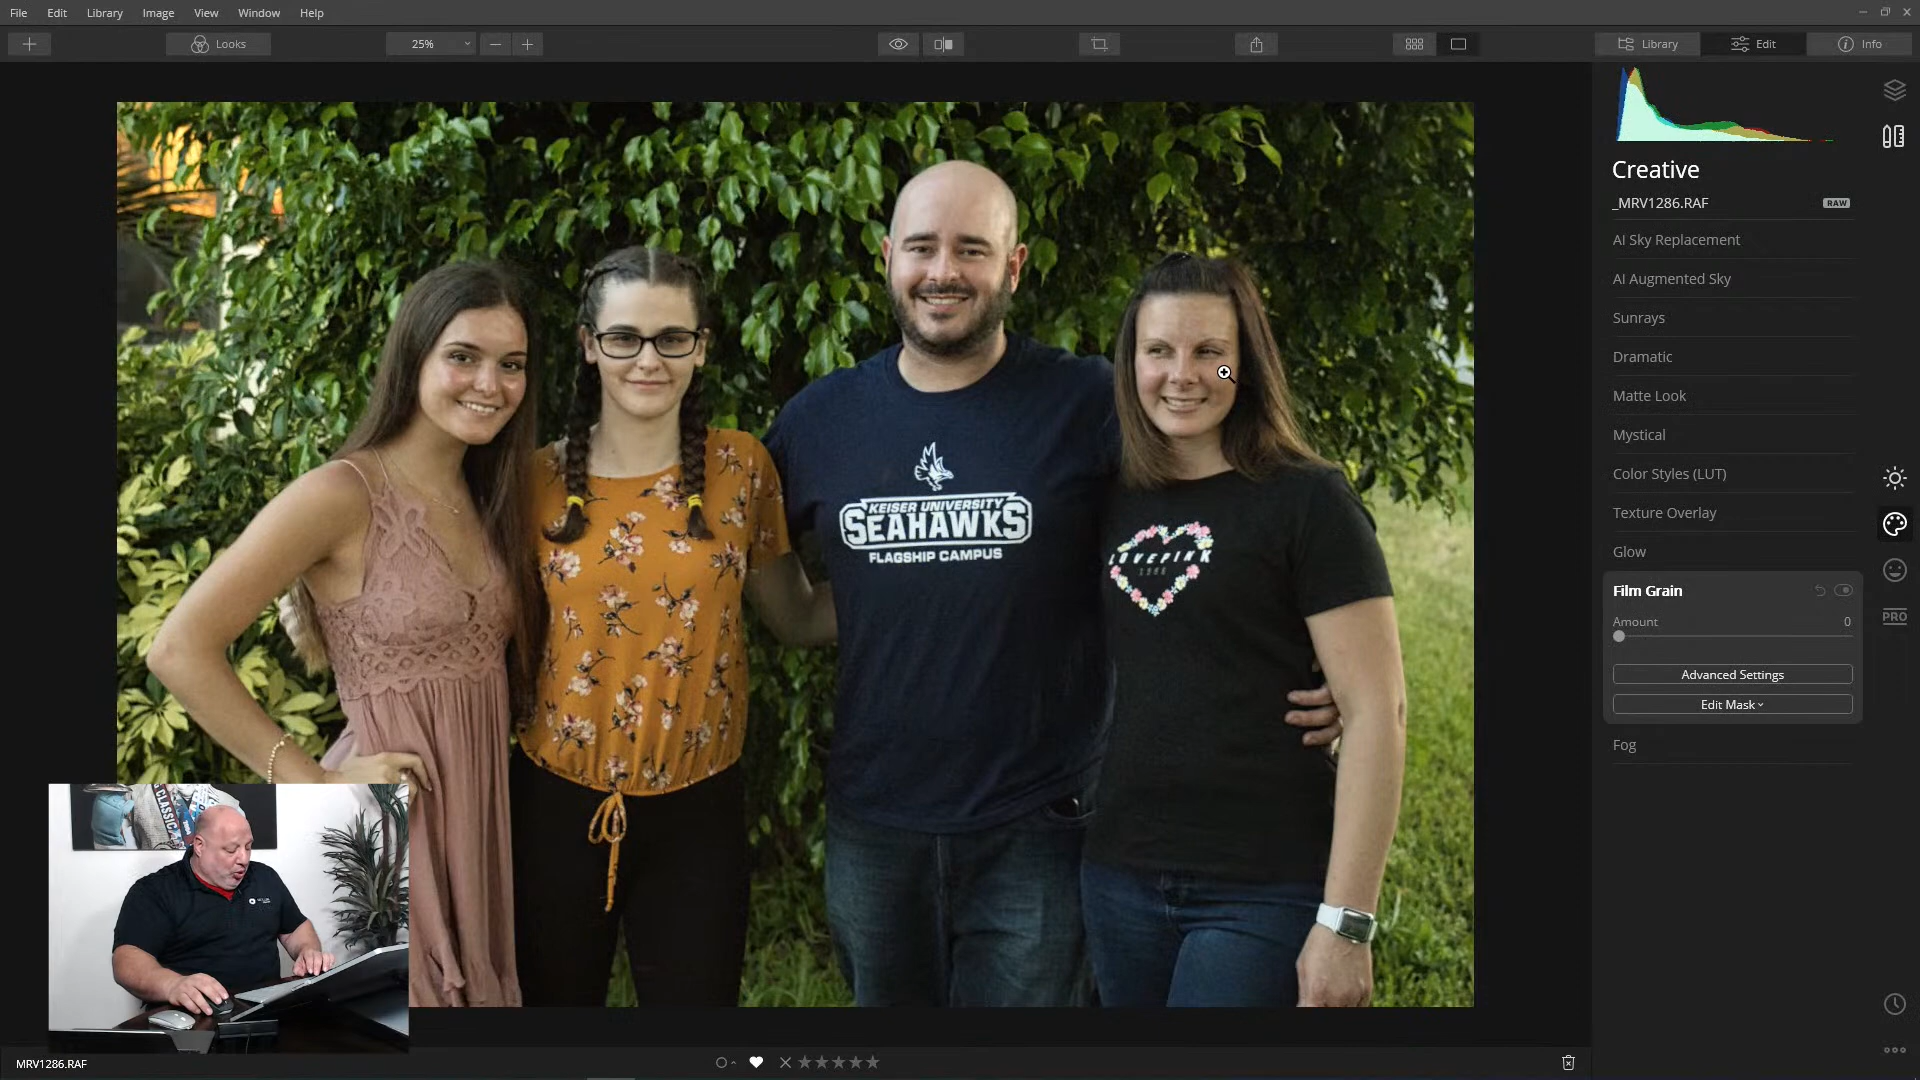 File Edit Library Image View Window Help
Looks 25% Library Edit Info
Creative
_MRV1286.RAF RAW
AI Sky Replacement
AI Augmented Sky
Sunrays
Dramatic
Matte Look
Mystical
Color Styles (LUT)
Texture Overlay
Glow
Film Grain
Amount 0
Advanced Settings
Edit Mask
Fog
PRO
KEISER UNIVERSITY
SEAHAWKS
FLAGSHIP CAMPUS
LOVEPINK
CLASSIC
MRV1286.RAF